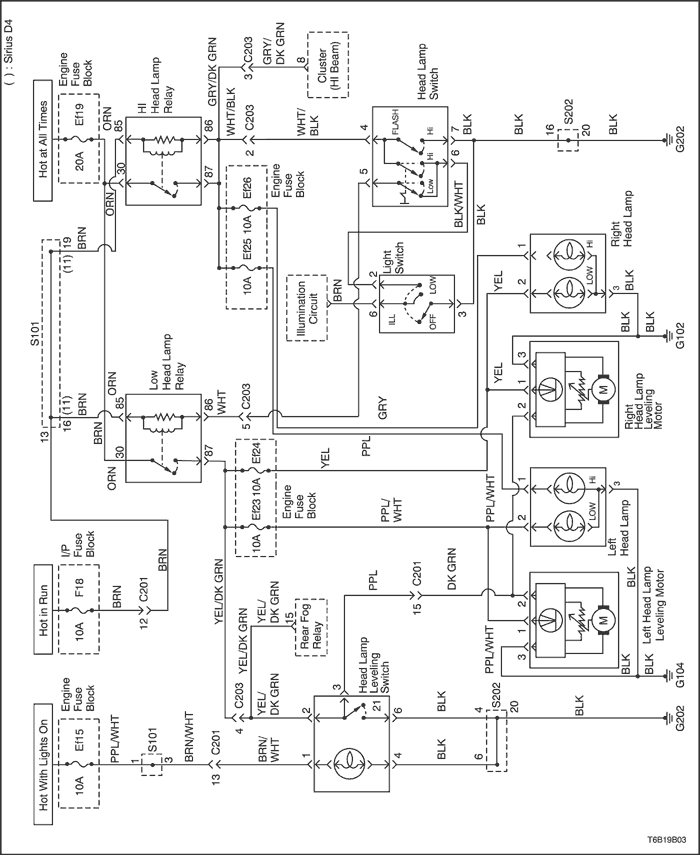 ( ) : Sirius D4
Hot at All Times
Engine
Fuse
Block
Ef19
20A
ORN
85
30
ORN
HI
Head Lamp
Relay
86
87
GRY/DK GRN
3
C203
GRY/
DK GRN
8
Cluster
(HI Beam)
WHT/BLK
C203
2
WHT/
BLK
Head Lamp
Switch
4
5
FLASH
Hi
Hi
Low
7
6
BLK
BLK
S202
16
20
BLK
G202
BLK/WHT
BLK
Ef26
10A
Ef25
10A
Engine
Fuse
Block
S101
19
(11)
BRN
13
16
(11)
BRN
BRN
Illumination
Circuit
BRN
Light
Switch
2
6
ILL
LOW
OFF
3
Right
Head Lamp
1
2
Hi
LOW
3
YEL
BLK
BLK
BLK
G102
Low
Head Lamp
Relay
ORN
85
30
ORN
86
87
WHT
C203
5
GRY
YEL
3
1
2
M
Right
Head Lamp
Leveling
Motor
Ef24
10A
Ef23
10A
Engine
Fuse
Block
YEL
PPL
PPL/
WHT
PPL/WHT
1
2
Hi
LOW
3
Left
Head Lamp
Hot in Run
I/P
Fuse
Block
F18
10A
BRN
C201
12
BRN
YEL/DK GRN
YEL/DK GRN
YEL/
DK GRN
15
Rear Fog
Relay
PPL
C201
15
DK GRN
PPL/WHT
2
1
3
M
Left Head Lamp
Leveling Motor
BLK
BLK
BLK
G104
Hot With Lights On
Engine
Fuse
Block
Ef15
10A
PPL/WHT
S101
1
3
BRN/WHT
C201
13
BRN/
WHT
C203
4
YEL/
DK GRN
Head Lamp
Leveling
Switch
3
2
1
21
6
4
BLK
BLK
S202
4
20
6
BLK
G202
T6B19B03